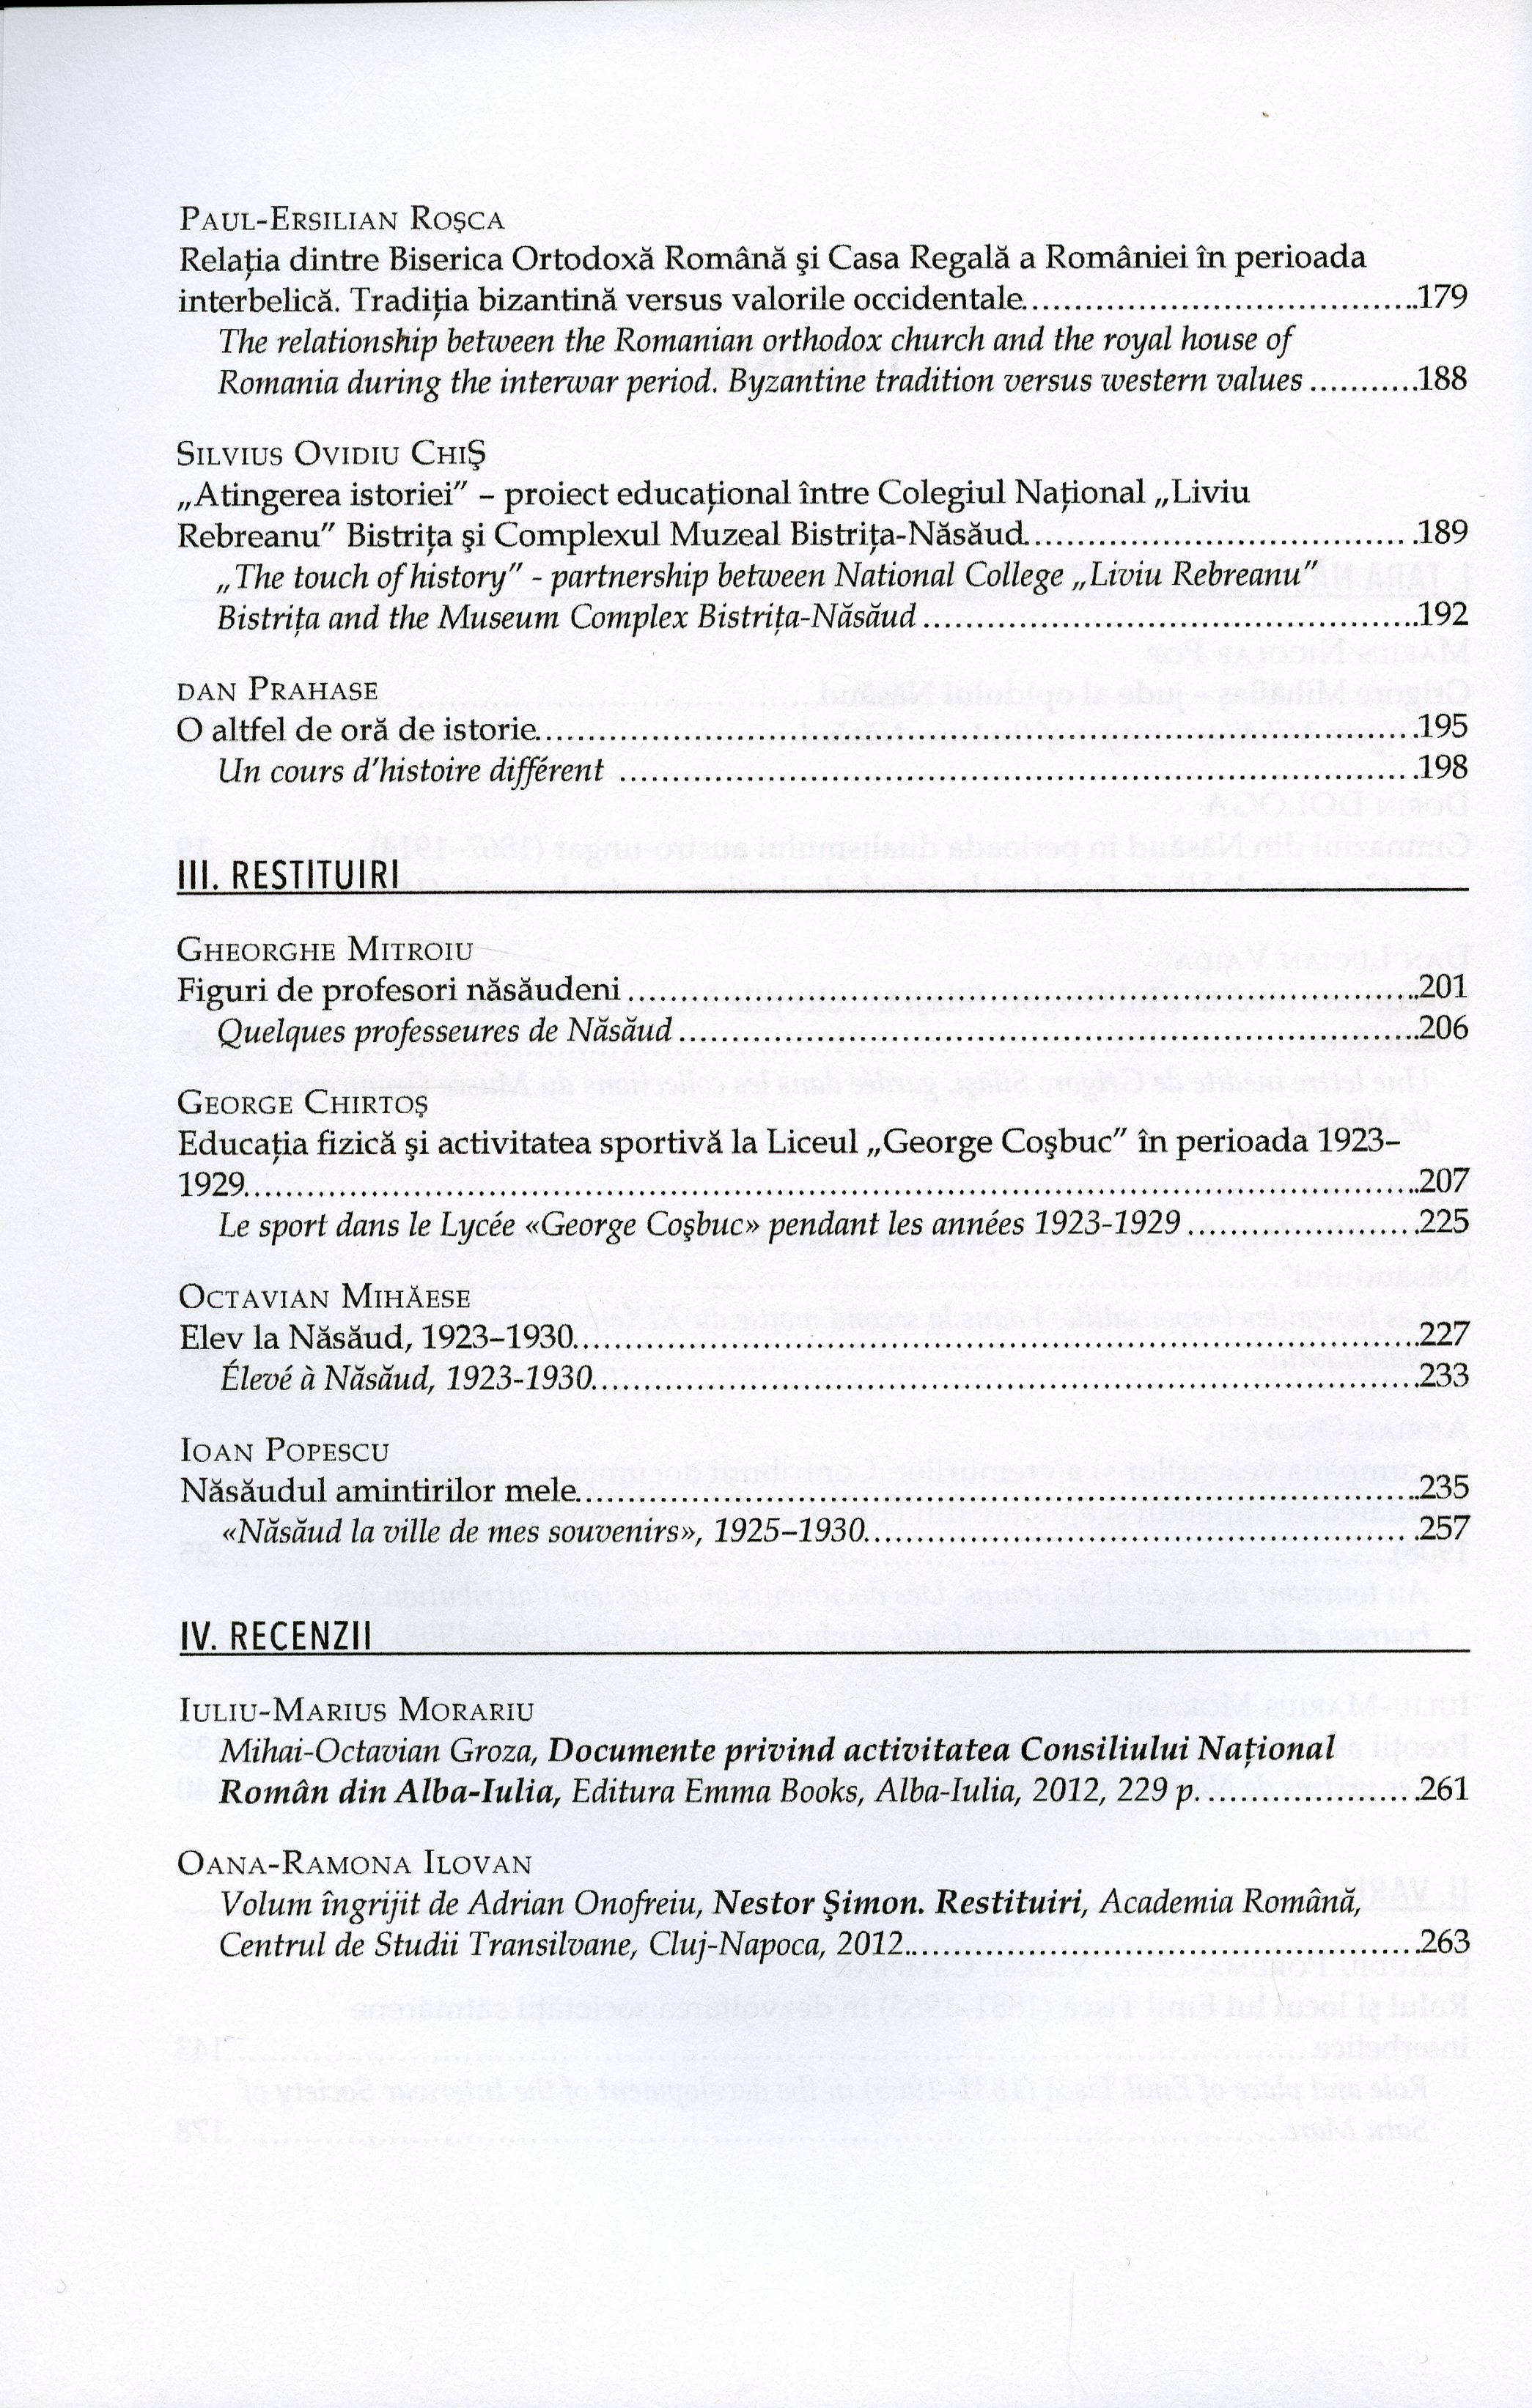 Paul-Ersilian Roşca
Relaţia dintre Biserica Ortodoxă Română şi Casa Regală a României în perioada
interbelică. Tradiţia bizantină versus valorile occidentale.....................................179
The relationship between the Romanian orthodox church and the royal house of
Romania during the interwar period. Byzantine tradition versus western values...........188
Silvius Ovidiu ChiŞ
„Atingerea istoriei” – proiect educaţional între Colegiul Naţional „Liviu
Rebreanu” Bistriţa şi Complexul Muzeal Bistriţa-Năsăud.....................................189
„The touch of history” - partnership between National College „Liviu Rebreanu”
Bistriţa and the Museum Complex Bistriţa-Năsăud...............................................192
dan Prahase
O altfel de oră de istorie....................................................................................195
Un cours d’histoire différent ............................................................................198
III. RESTITUIRI
Gheorghe Mitroiu
Figuri de profesori năsăudeni...........................................................................201
Quelques professeures de Năsăud......................................................................206
George Chirtoş
Educaţia fizică şi activitatea sportivă la Liceul „George Coşbuc” în perioada 1923–
1929................................................................................................................207
Le sport dans le Lycée «George Coşbuc» pendant les années 1923-1929......................225
Octavian Mihăese
Elev la Năsăud, 1923–1930................................................................................227
Élevé à Năsăud, 1923-1930...............................................................................233
Ioan Popescu
Năsăudul amintirilor mele................................................................................235
«Năsăud la ville de mes souvenirs», 1925–1930.....................................................257
IV. RECENZII
Iuliu-Marius Morariu
Mihai-Octavian Groza, Documente privind activitatea Consiliului Naţional
Român din Alba-Iulia, Editura Emma Books, Alba-Iulia, 2012, 229 p.....................261
Oana-Ramona Ilovan
Volum îngrijit de Adrian Onofreiu, Nestor Şimon. Restituiri, Academia Română,
Centrul de Studii Transilvane, Cluj-Napoca, 2012.................................................263